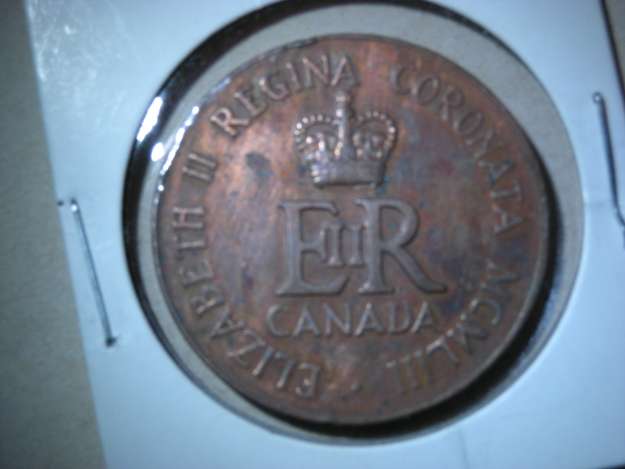 ELIZABETH II REGINA CORONATA MCMLIII
EIIR
CANADA